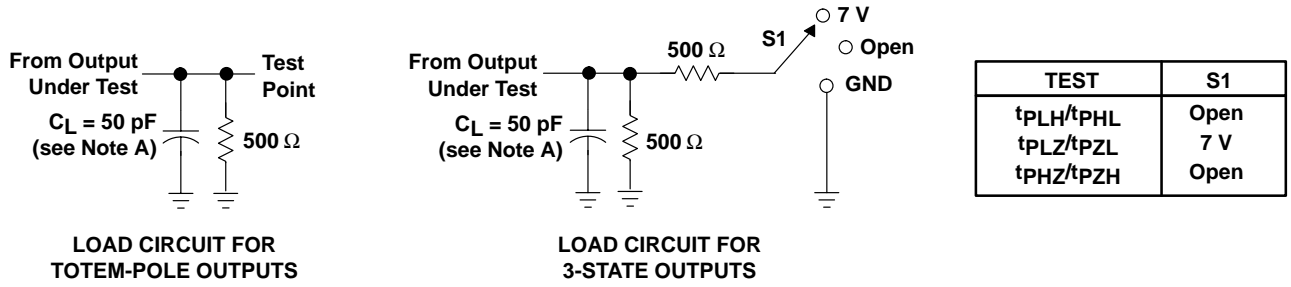 From Output
Under Test
Test
Point
CL = 50 pF
(see Note A)
500 Ω
LOAD CIRCUIT FOR
TOTEM-POLE OUTPUTS
From Output
Under Test
500 Ω
S1
7 V
Open
GND
CL = 50 pF
(see Note A)
500 Ω
LOAD CIRCUIT FOR
3-STATE OUTPUTS
TEST S1
tPLH/tPHL Open
tPLZ/tPZL 7 V
tPHZ/tPZH Open